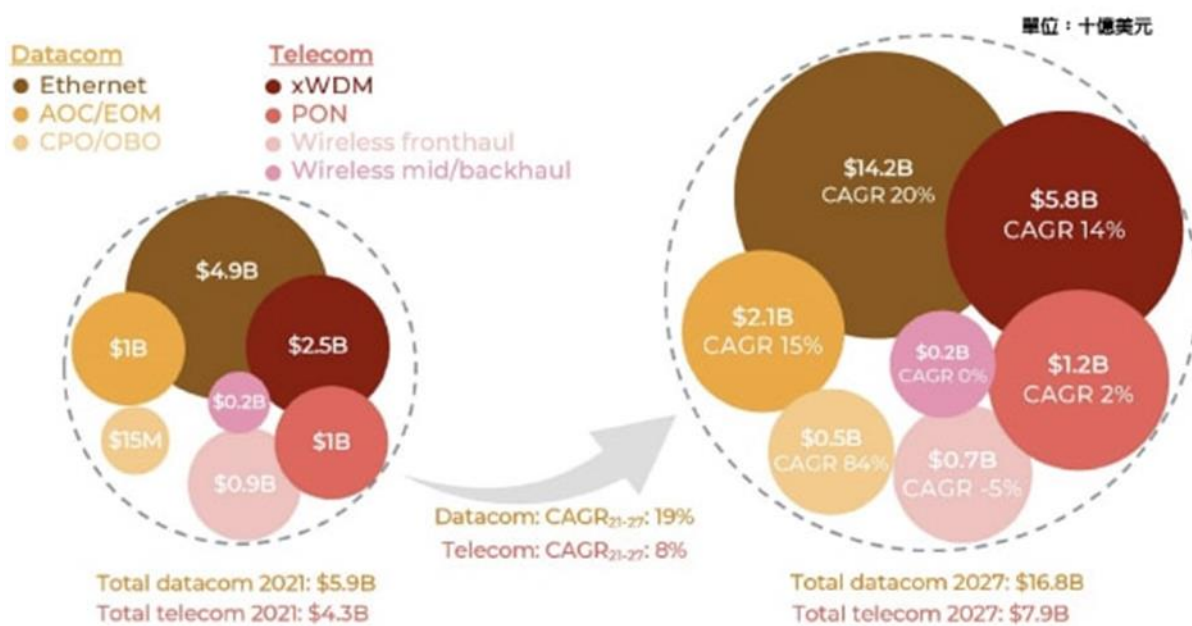 單位：十億美元
Datacom
Ethernet
AOC/EOM
CPO/OBO
Telecom
xWDM
PON
Wireless fronthaul
Wireless mid/backhaul
$4.9B
$1B
$2.5B
$0.2B
$15M
$1B
$0.9B
$14.2B
CAGR 20%
$5.8B
CAGR 14%
$2.1B
CAGR 15%
$0.2B
CAGR 0%
$1.2B
CAGR 2%
$0.5B
CAGR 84%
$0.7B
CAGR -5%
Datacom: CAGR₂₁₋₂₇: 19%
Telecom: CAGR₂₁₋₂₇: 8%
Total datacom 2021: $5.9B
Total telecom 2021: $4.3B
Total datacom 2027: $16.8B
Total telecom 2027: $7.9B